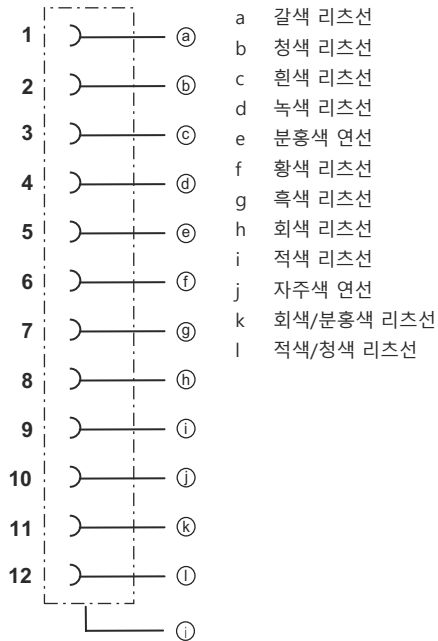 1 ⓐ
2 ⓑ
3 ⓒ
4 ⓓ
5 ⓔ
6 ⓕ
7 ⓖ
8 ⓗ
9 ⓘ
10 ⓙ
11 ⓚ
12 ⓛ
ⓙ
a 갈색 리츠선
b 청색 리츠선
c 흰색 리츠선
d 녹색 리츠선
e 분홍색 연선
f 황색 리츠선
g 흑색 리츠선
h 회색 리츠선
i 적색 리츠선
j 자주색 연선
k 회색/분홍색 리츠선
l 적색/청색 리츠선